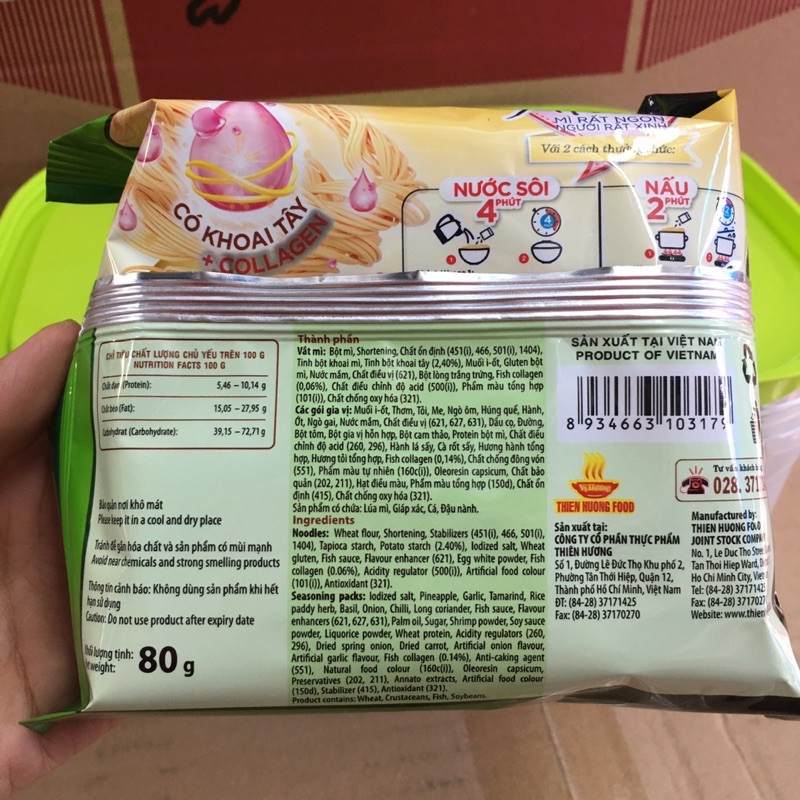 MÌ RẤT NGON
NGƯỜI RẤT XINH
Với 2 cách thưởng thức:
CÓ KHOAI TÂY
+ COLLAGEN
NƯỚC SÔI
4 PHÚT
NẤU
2 PHÚT
1
2
1
2
CHỈ TIÊU CHẤT LƯỢNG CHỦ YẾU TRÊN 100 G
NUTRITION FACTS 100 G
Chất đạm (Protein): 5,46 – 10,14 g
Chất béo (Fat): 15,05 – 27,95 g
Carbohydrat (Carbohydrate): 39,15 – 72,71 g
Bảo quản nơi khô mát
Please keep it in a cool and dry place
Tránh để gần hóa chất và sản phẩm có mùi mạnh
Avoid near chemicals and strong smelling products
Thông tin cảnh báo: Không dùng sản phẩm khi hết
hạn sử dụng
Caution: Do not use product after expiry date
Khối lượng tịnh:
Net weight:
80 g
Thành phần
Vắt mì: Bột mì, Shortening, Chất ổn định (451(i), 466, 501(i), 1404),
Tinh bột khoai mì, Tinh bột khoai tây (2,40%), Muối i-ốt, Gluten bột
mì, Nước mắm, Chất điều vị (621), Bột lòng trắng trứng, Fish collagen
(0,06%), Chất điều chỉnh độ acid (500(i)), Phẩm màu tổng hợp
(101(i)), Chất chống oxy hóa (321).
Các gói gia vị: Muối i-ốt, Thơm, Tỏi, Me, Ngò ôm, Húng quế, Hành,
Ớt, Ngò gai, Nước mắm, Chất điều vị (621, 627, 631), Dầu cọ, Đường,
Bột tôm, Bột gia vị hỗn hợp, Bột cam thảo, Protein bột mì, Chất điều
chỉnh độ acid (260, 296), Hành lá sấy, Cà rốt sấy, Hương hành tổng
hợp, Hương tỏi tổng hợp, Fish collagen (0,14%), Chất chống đông vón
(551), Phẩm màu tự nhiên (160c(i)), Oleoresin capsicum, Chất bảo
quản (202, 211), Hạt điều màu, Phẩm màu tổng hợp (150d), Chất ổn
định (415), Chất chống oxy hóa (321).
Sản phẩm có chứa: Lúa mì, Giáp xác, Cá, Đậu nành.
Ingredients
Noodles: Wheat flour, Shortening, Stabilizers (451(i), 466, 501(i),
1404), Tapioca starch, Potato starch (2.40%), Iodized salt, Wheat
gluten, Fish sauce, Flavour enhancer (621), Egg white powder, Fish
collagen (0.06%), Acidity regulator (500(i)), Artificial food colour
(101(i)), Antioxidant (321).
Seasoning packs: Iodized salt, Pineapple, Garlic, Tamarind, Rice
paddy herb, Basil, Onion, Chilli, Long coriander, Fish sauce, Flavour
enhancers (621, 627, 631), Palm oil, Sugar, Shrimp powder, Soy sauce
powder, Liquorice powder, Wheat protein, Acidity regulators (260,
296), Dried spring onion, Dried carrot, Artificial onion flavour,
Artificial garlic flavour, Fish collagen (0.14%), Anti-caking agent
(551), Natural food colour (160c(i)), Oleoresin capsicum,
Preservatives (202, 211), Annato extracts, Artificial food colour
(150d), Stabilizer (415), Antioxidant (321).
Product contains: Wheat, Crustaceans, Fish, Soybeans.
SẢN XUẤT TẠI VIỆT NAM
PRODUCT OF VIETNAM
8 934663 103179
Vị Hương
THIEN HUONG FOOD
Tư vấn khách
028. 371
Sản xuất tại:
CÔNG TY CỔ PHẦN THỰC PHẨM
THIÊN HƯƠNG
Số 1, Đường Lê Đức Thọ Khu phố 2,
Phường Tân Thới Hiệp, Quận 12,
Thành phố Hồ Chí Minh, Việt Nam
ĐT: (84-28) 37171425
Fax: (84-28) 37170270
Manufactured by:
THIEN HUONG FOOD
JOINT STOCK COMP
No. 1, Le Duc Tho Street
Tan Thoi Hiep Ward, D
Ho Chi Minh City, Vie
Tel: (84-28) 3717142
Fax: (84-28) 3717027
Website: www.thien